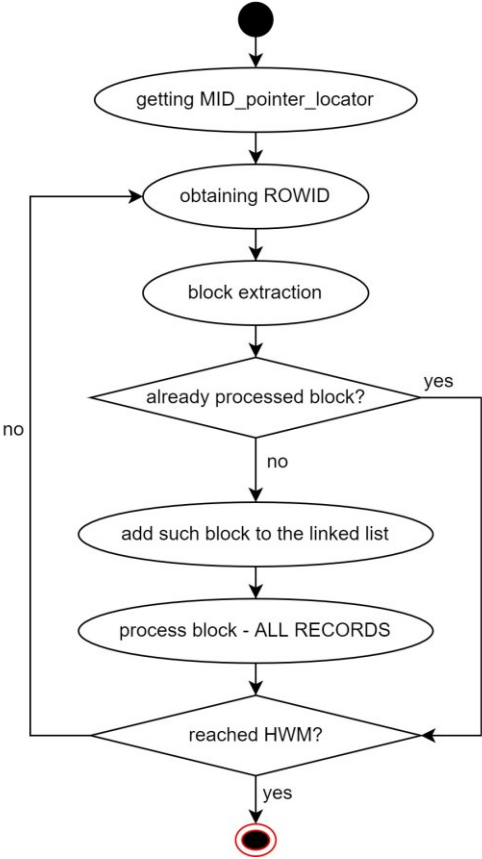 getting MID_pointer_locator
obtaining ROWID
block extraction
already processed block?
yes
no
no
add such block to the linked list
process block - ALL RECORDS
reached HWM?
yes